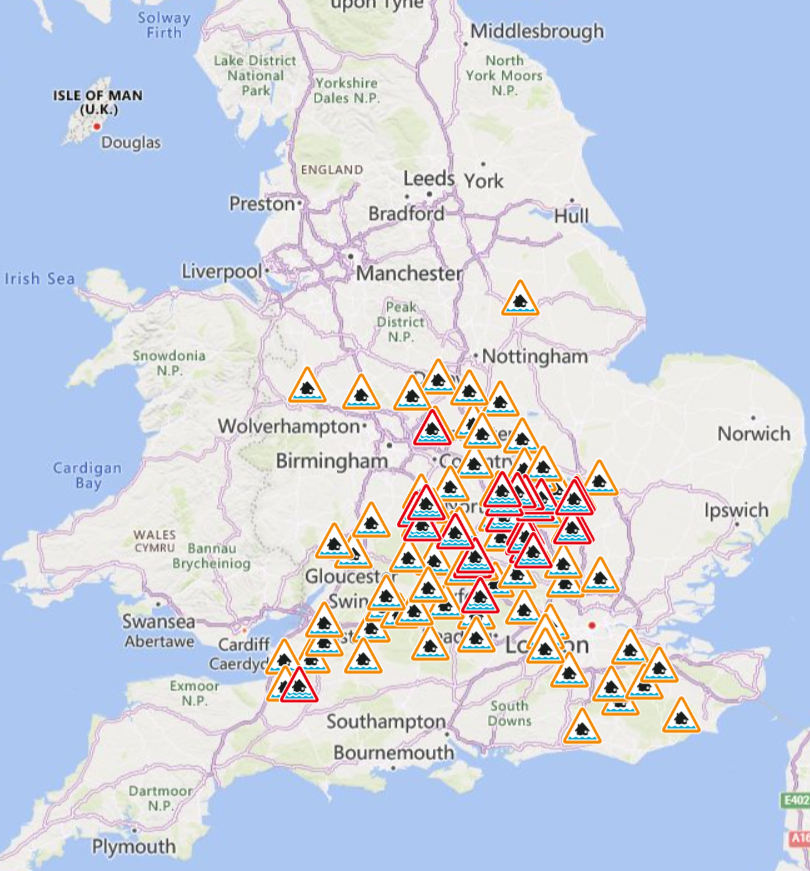 upon Tyne
Solway
Firth
Middlesbrough
Lake District
National
Park
North
York Moors
N.P.
Yorkshire
Dales N.P.
ISLE OF MAN
(U.K.)
Douglas
ENGLAND
Leeds
York
Preston
Bradford
Hull
Irish Sea
Liverpool
Manchester
Peak
District
N.P.
Nottingham
Snowdonia
N.P.
Wolverhampton
Norwich
Birmingham
Cardigan
Bay
Ipswich
WALES
CYMRU
Bannau
Brycheiniog
Gloucester
Swin
Swansea
Abertawe
Cardiff
Caerdyd
Exmoor
N.P.
South
Downs
Southampton
Bournemouth
Dartmoor
N.P.
E402
Plymouth